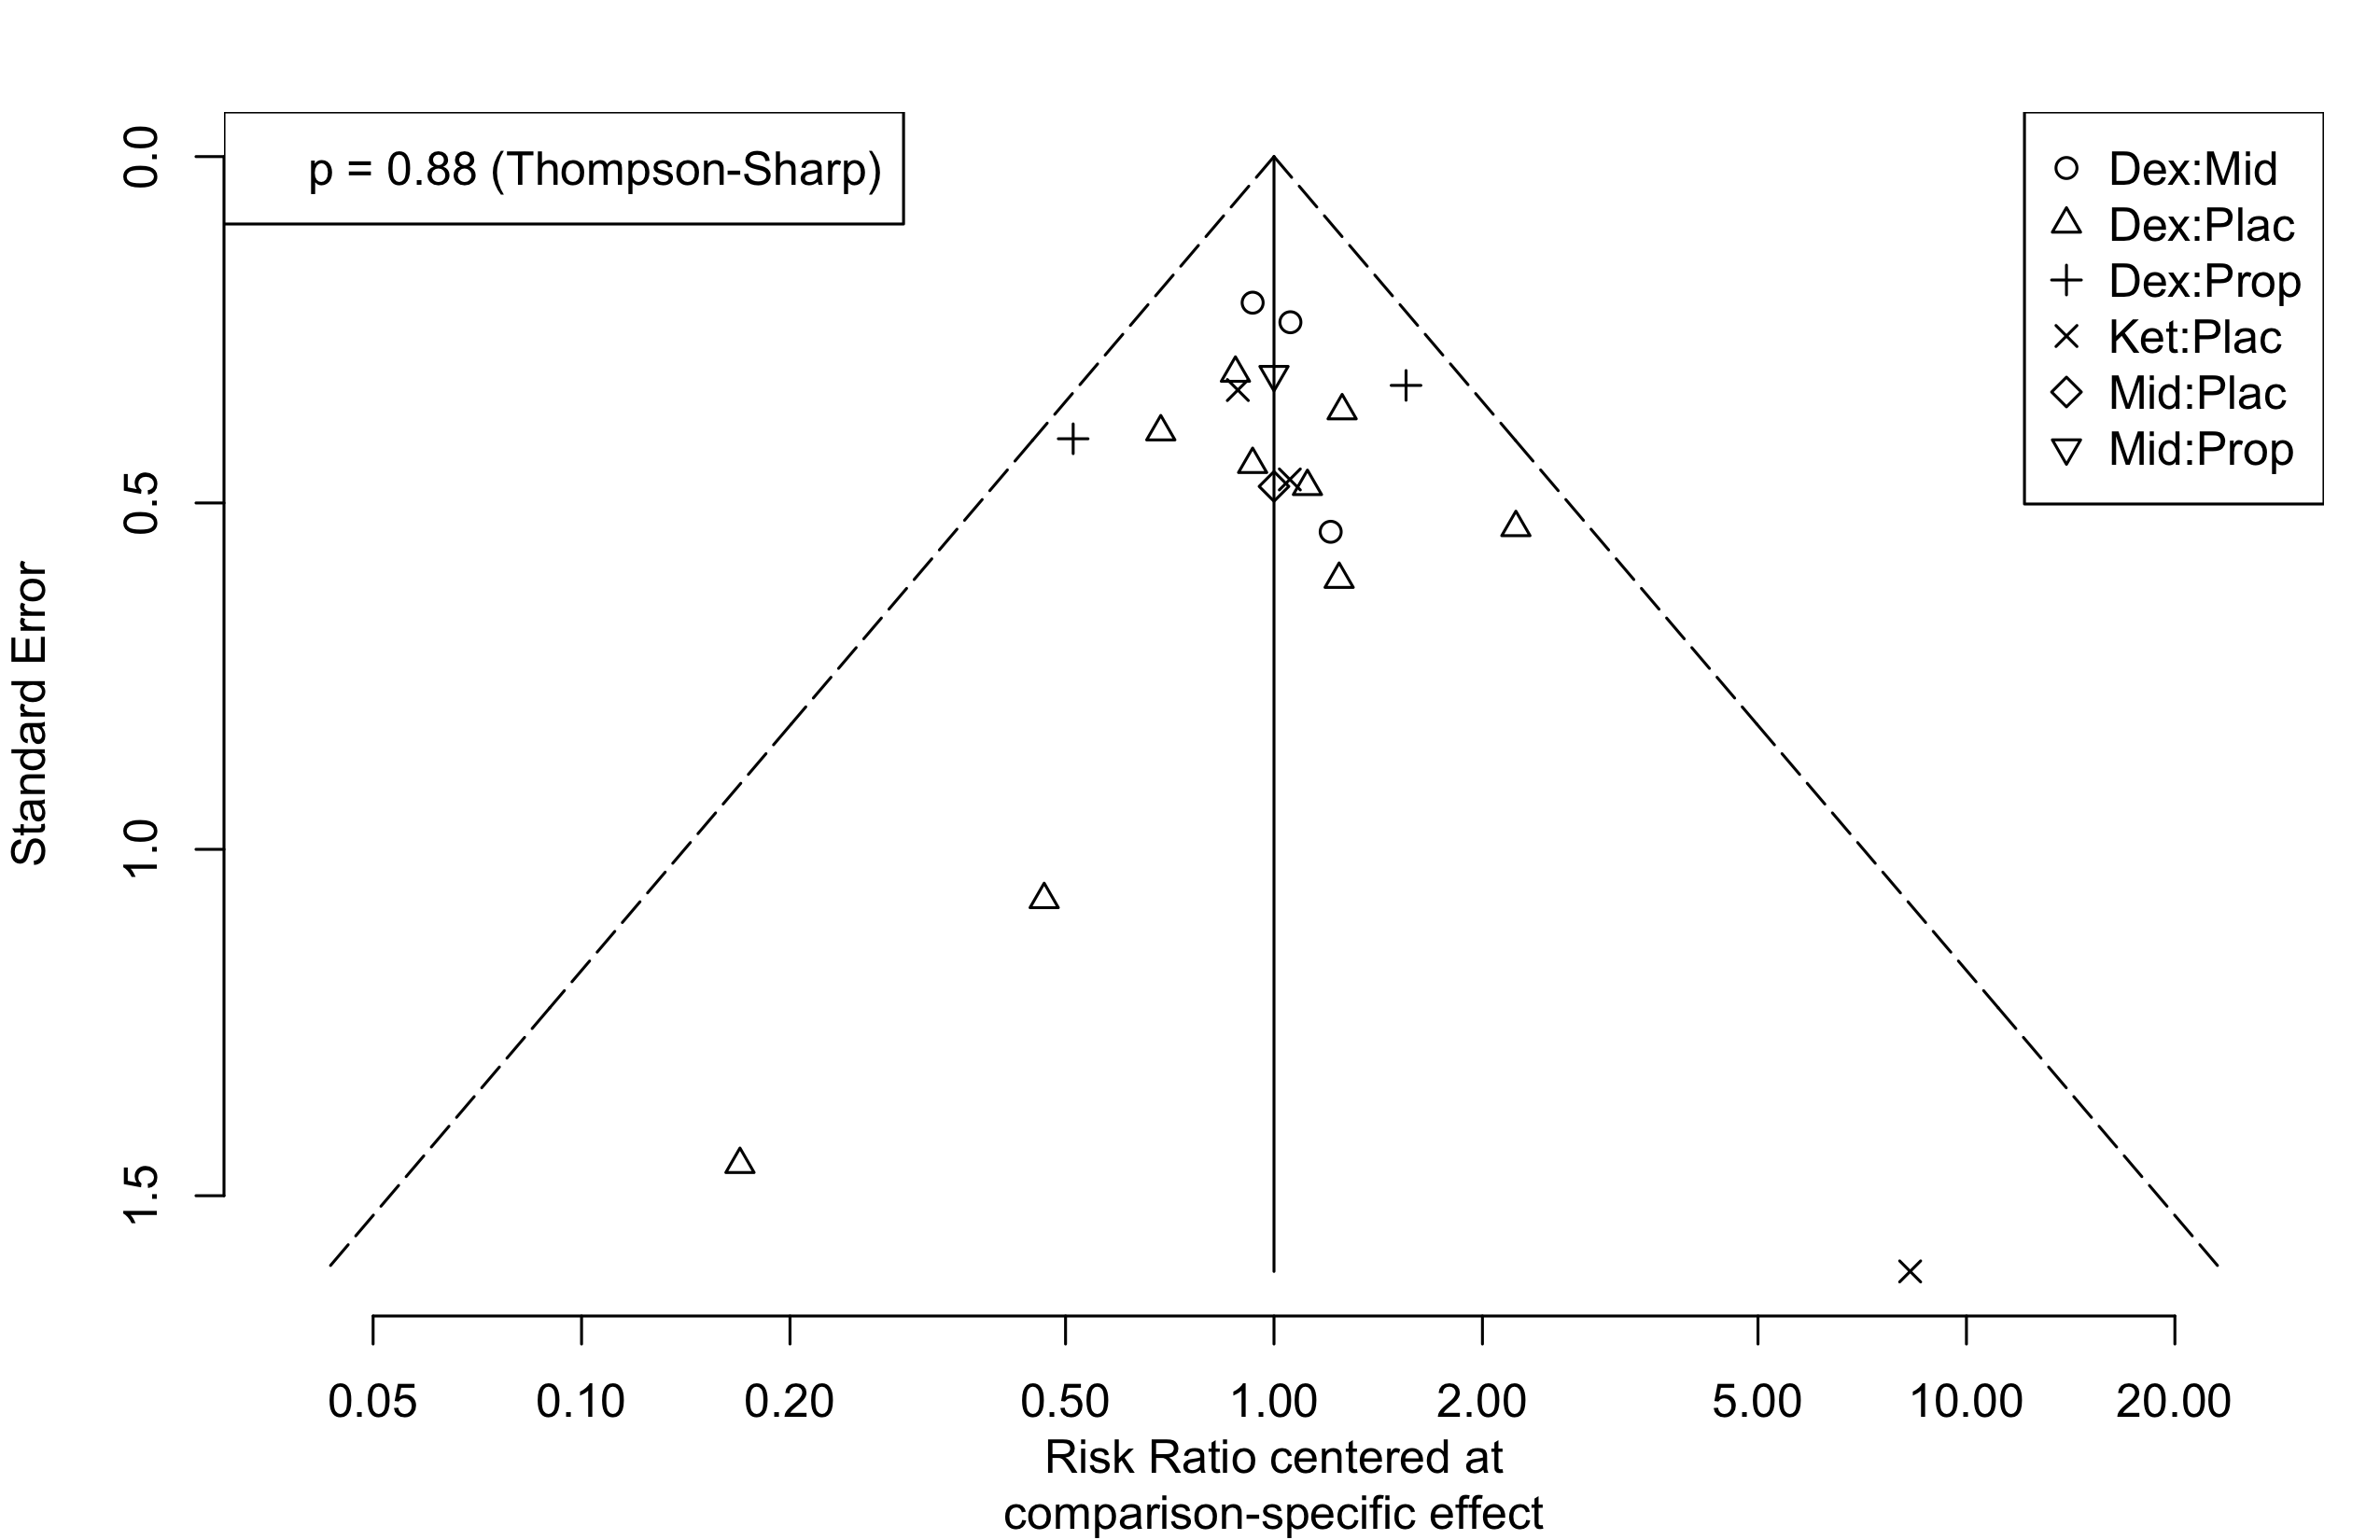 p = 0.88 (Thompson-Sharp)
Dex:Mid
Dex:Plac
Dex:Prop
Ket:Plac
Mid:Plac
Mid:Prop
Standard Error
0.0
0.5
1.0
1.5
0.05 0.10 0.20 0.50 1.00 2.00 5.00 10.00 20.00
Risk Ratio centered at
comparison-specific effect